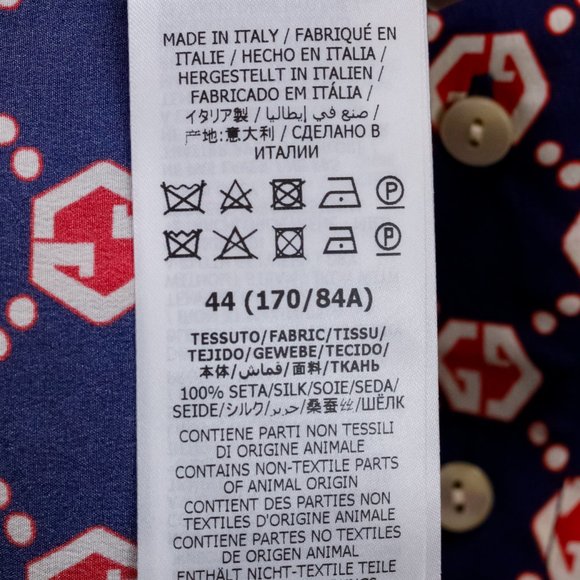 MADE IN ITALY / FABRIQUÉ EN
ITALIE / HECHO EN ITALIA /
HERGESTELLT IN ITALIEN /
FABRICADO EM ITÁLIA /
イタリア製 / صنع في إيطاليا /
产地:意大利 / СДЕЛАНО В
ИТАЛИИ
P
P
44 (170/84A)
TESSUTO/FABRIC/TISSU/
TEJIDO/GEWEBE/TECIDO/
本体/قماش/面料/ТКАНЬ
100% SETA/SILK/SOIE/SEDA/
SEIDE/シルク/حرير/桑蚕丝/ШЁЛК
CONTIENE PARTI NON TESSILI
DI ORIGINE ANIMALE
CONTAINS NON-TEXTILE PARTS
OF ANIMAL ORIGIN
CONTIENT DES PARTIES NON
TEXTILES D'ORIGINE ANIMALE
CONTIENE PARTES NO TEXTILES
DE ORIGEN ANIMAL
ENTHÄLT NICHT-TEXTILE TEILE